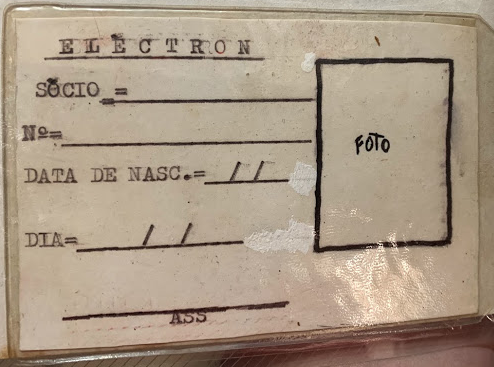 ELECTRON
SÓCIO =
Nº=
DATA DE NASC.= / /
DIA= / /
ASS
FOTO